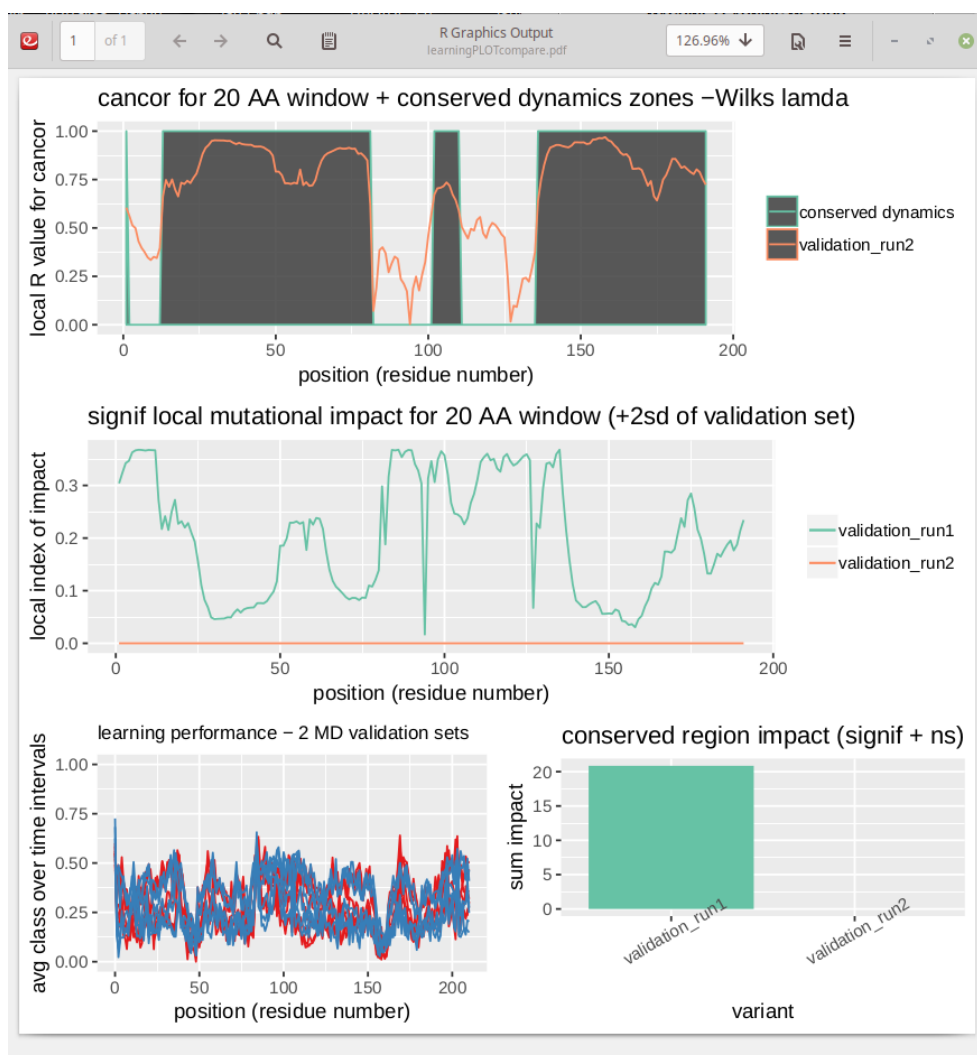 1 of 1
R Graphics Output
learningPLOTcompare.pdf
126.96%
cancor for 20 AA window + conserved dynamics zones −Wilks lamda
local R value for cancor
1.00
0.75
0.50
0.25
0.00
0 50 100 150 200
position (residue number)
conserved dynamics
validation_run2
signif local mutational impact for 20 AA window (+2sd of validation set)
local index of impact
0.3
0.2
0.1
0.0
0 50 100 150 200
position (residue number)
validation_run1
validation_run2
learning performance − 2 MD validation sets
avg class over time intervals
1.00
0.75
0.50
0.25
0.00
0 50 100 150 200
position (residue number)
conserved region impact (signif + ns)
sum impact
20
15
10
5
0
validation_run1
validation_run2
variant